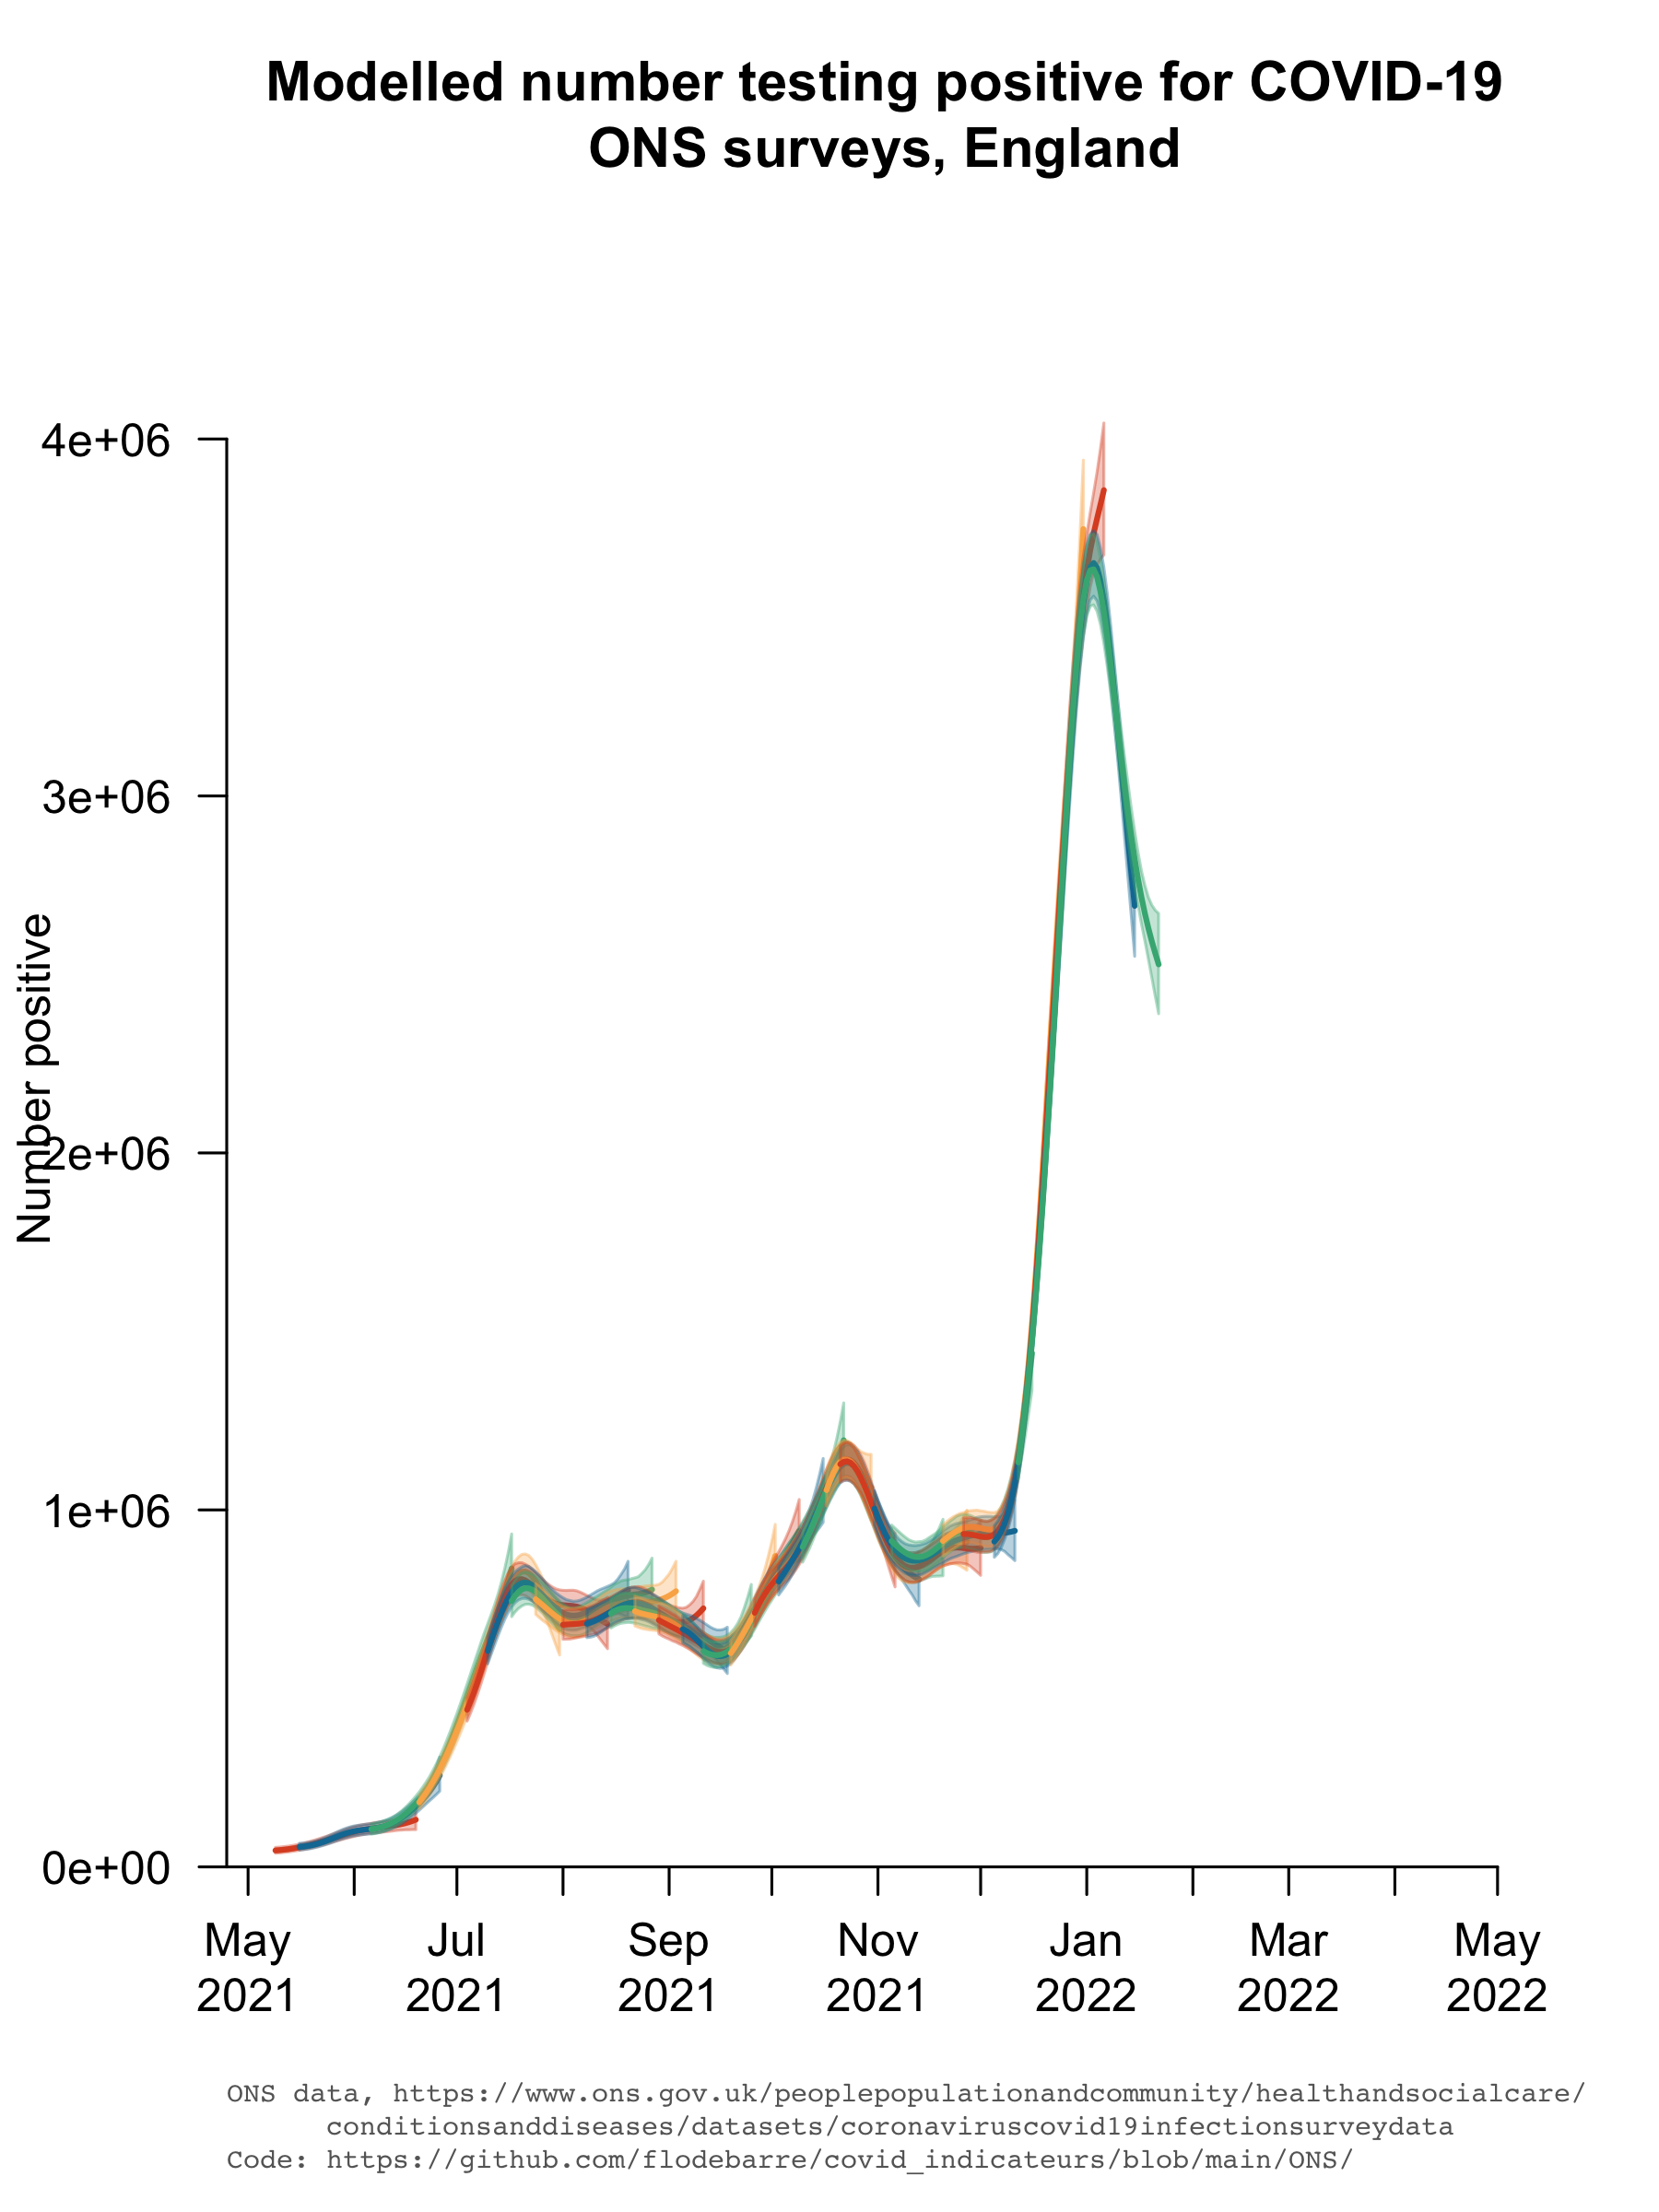 Modelled number testing positive for COVID-19
ONS surveys, England
4e+06
3e+06
2e+06
1e+06
0e+00
Number positive
May Jul Sep Nov Jan Mar May
2021 2021 2021 2021 2022 2022 2022
ONS data, https://www.ons.gov.uk/peoplepopulationandcommunity/healthandsocialcare/
conditionsanddiseases/datasets/coronaviruscovid19infectionsurveydata
Code: https://github.com/flodebarre/covid_indicateurs/blob/main/ONS/